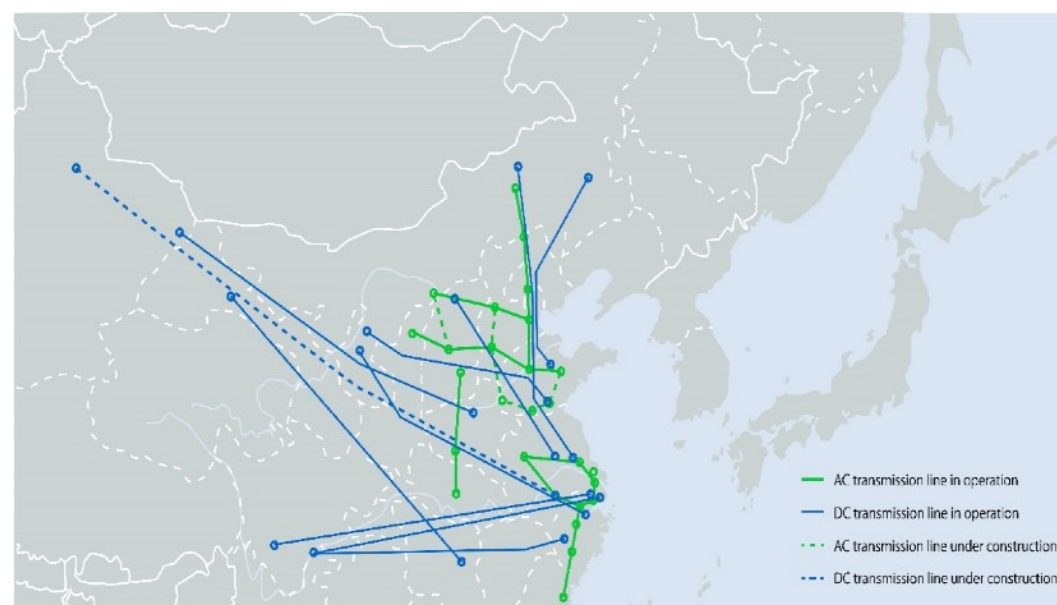 AC transmission line in operation
DC transmission line in operation
AC transmission line under construction
DC transmission line under construction